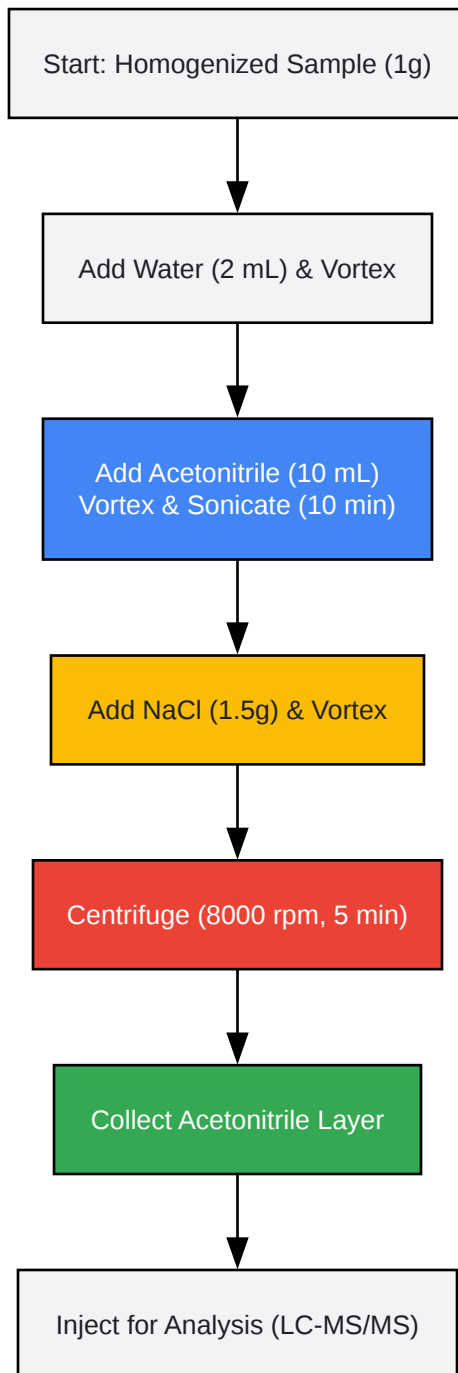 Start: Homogenized Sample (1g)
Add Water (2 mL) & Vortex
Add Acetonitrile (10 mL)
Vortex & Sonicate (10 min)
Add NaCl (1.5g) & Vortex
Centrifuge (8000 rpm, 5 min)
Collect Acetonitrile Layer
Inject for Analysis (LC-MS/MS)